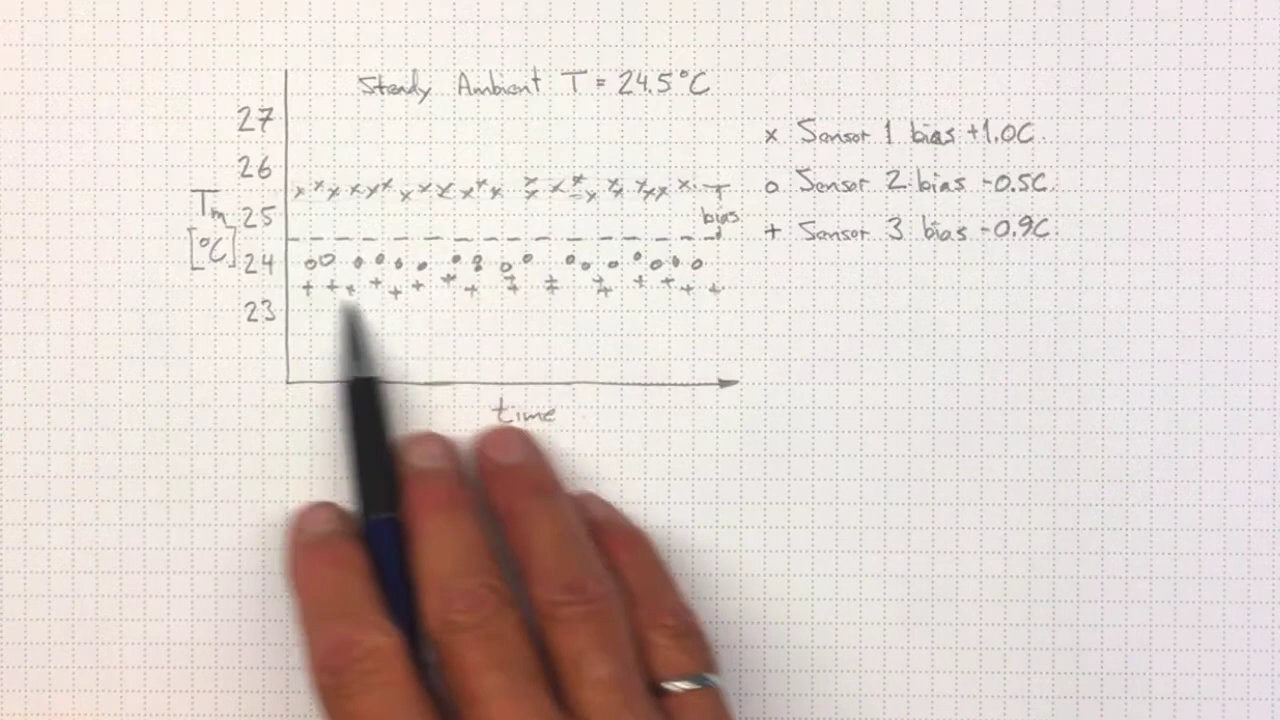 Steady Ambient T = 24.5°C
27
26
25
24
23
Tm
[°C]
bias
time
x Sensor 1 bias +1.0C
o Sensor 2 bias -0.5C
+ Sensor 3 bias -0.9C